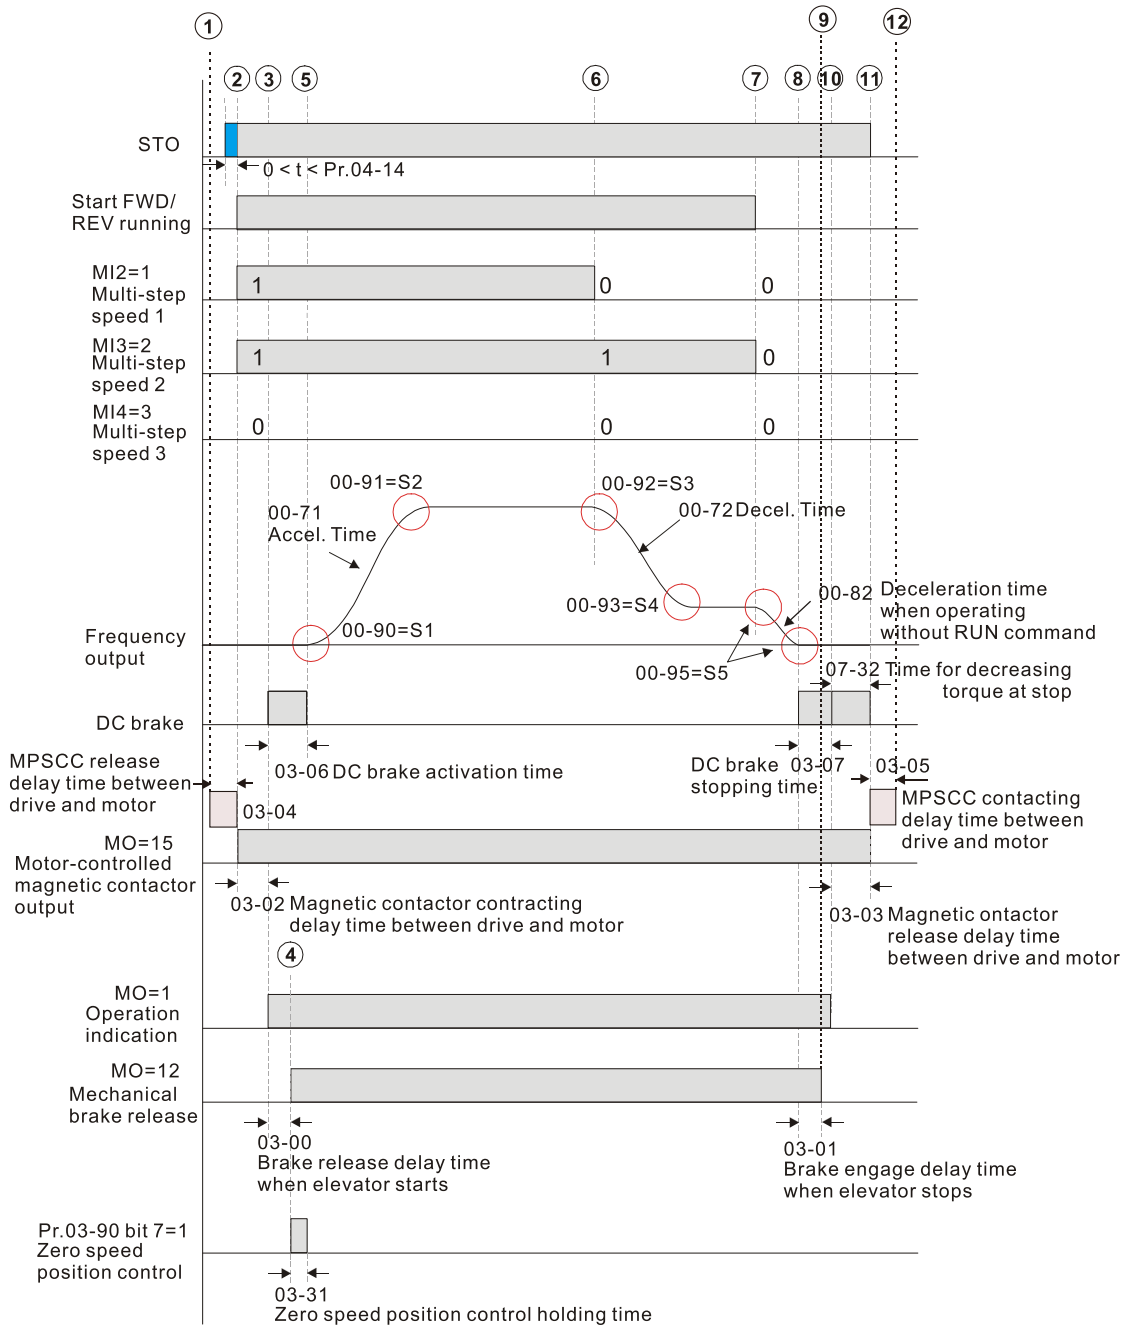 1
9
12
2
3
5
6
7
8
10
11
STO
0 < t < Pr.04-14
Start FWD/
REV running
MI2=1
Multi-step
speed 1
1
0
0
MI3=2
Multi-step
speed 2
1
1
0
MI4=3
Multi-step
speed 3
0
0
0
00-91=S2
00-92=S3
00-71
Accel. Time
00-72 Decel. Time
00-93=S4
00-82 Deceleration time
when operating
without RUN command
00-90=S1
Frequency
output
00-95=S5
07-32 Time for decreasing
torque at stop
DC brake
03-06 DC brake activation time
DC brake 03-07
stopping time
03-05
MPSCC release
delay time between
drive and motor
03-04
MPSCC contacting
delay time between
drive and motor
MO=15
Motor-controlled
magnetic contactor
output
03-02 Magnetic contactor contracting
delay time between drive and motor
03-03 Magnetic ontactor
release delay time
between drive and motor
4
MO=1
Operation
indication
MO=12
Mechanical
brake release
03-00
Brake release delay time
when elevator starts
03-01
Brake engage delay time
when elevator stops
Pr.03-90 bit 7=1
Zero speed
position control
03-31
Zero speed position control holding time